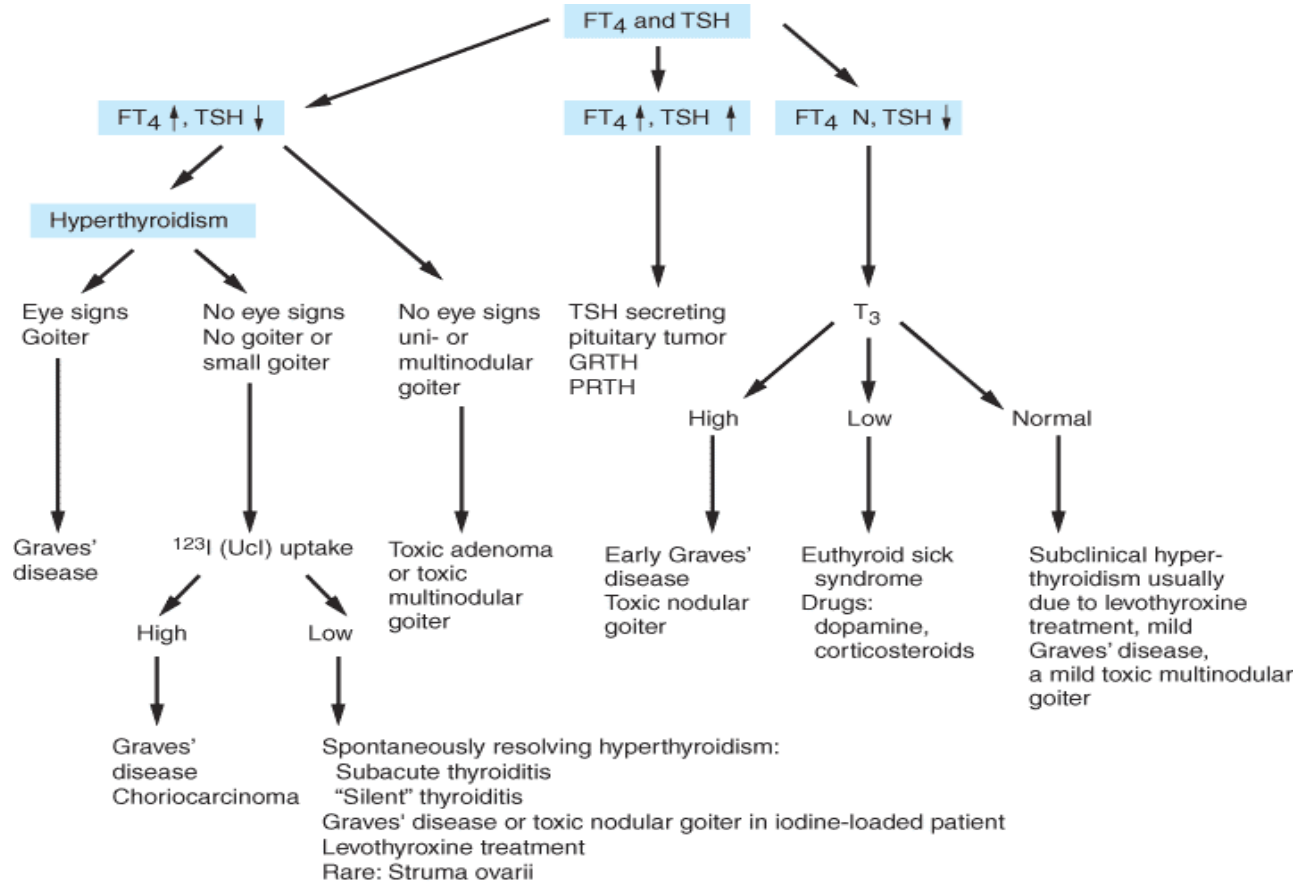 FT4 and TSH
FT4 ↑, TSH ↓
FT4 ↑, TSH ↑
FT4 N, TSH ↓
Hyperthyroidism
Eye signs
Goiter
No eye signs
No goiter or
small goiter
No eye signs
uni- or
multinodular
goiter
TSH secreting
pituitary tumor
GRTH
PRTH
T3
High
Low
Normal
Graves'
disease
123I (UcI) uptake
Toxic adenoma
or toxic
multinodular
goiter
Early Graves'
disease
Toxic nodular
goiter
Euthyroid sick
syndrome
Drugs:
dopamine,
corticosteroids
Subclinical hyper-
thyroidism usually
due to levothyroxine
treatment, mild
Graves' disease,
a mild toxic multinodular
goiter
High
Low
Graves'
disease
Choriocarcinoma
Spontaneously resolving hyperthyroidism:
Subacute thyroiditis
"Silent" thyroiditis
Graves' disease or toxic nodular goiter in iodine-loaded patient
Levothyroxine treatment
Rare: Struma ovarii